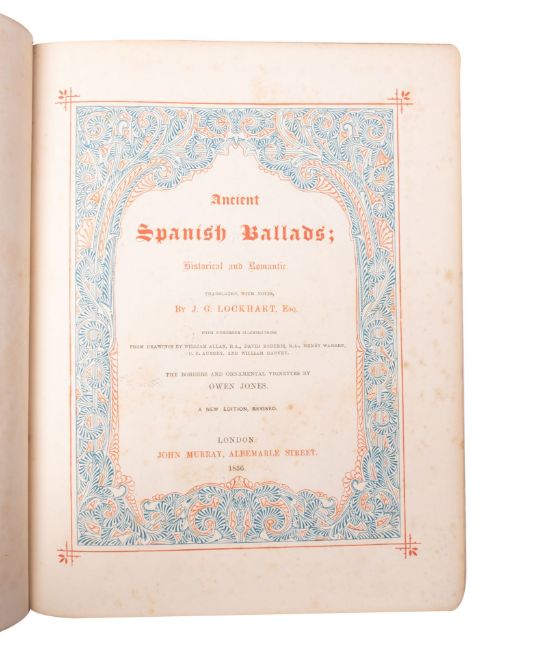 Ancient
Spanish Ballads;
Historical and Romantic.
TRANSLATED, WITH NOTES,
BY J. G. LOCKHART, ESQ.
WITH NUMEROUS ILLUSTRATIONS
FROM DRAWINGS BY WILLIAM ALLAN, R.A., DAVID ROBERTS, R.A., HENRY WARREN,
C. E. AUBREY, AND WILLIAM HARVEY.
THE BORDERS AND ORNAMENTAL VIGNETTES BY
OWEN JONES.
A NEW EDITION, REVISED.
LONDON:
JOHN MURRAY, ALBEMARLE STREET.
1856.